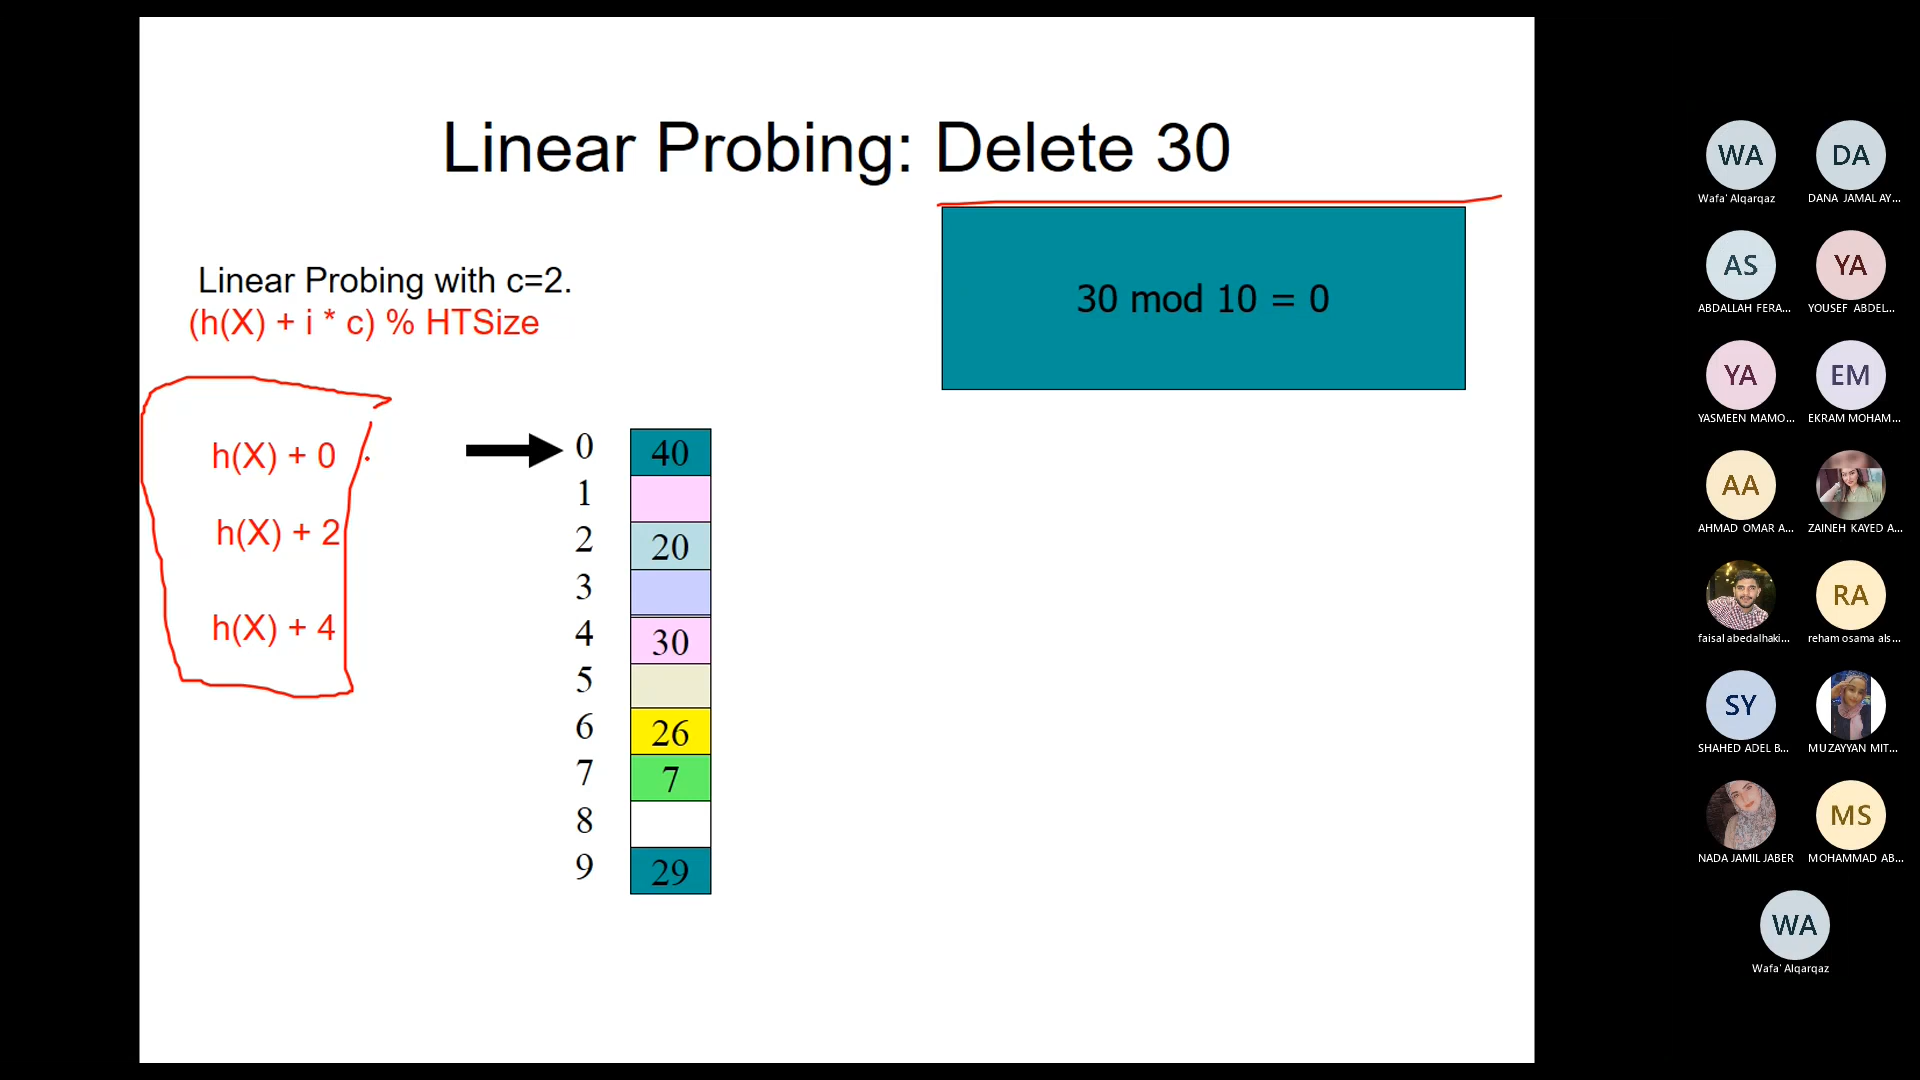 Linear Probing: Delete 30
30 mod 10 = 0
Linear Probing with c=2.
(h(X) + i * c) % HTSize
h(X) + 0
h(X) + 2
h(X) + 4
0 40
1
2 20
3
4 30
5
6 26
7 7
8
9 29
WA DA
Wafa' Alqarqaz DANA JAMAL AY...
AS YA
ABDALLAH FERA... YOUSEF ABDEL...
YA EM
YASMEEN MAMO... EKRAM MOHAM...
AA
AHMAD OMAR A... ZAINEH KAYED A...
RA
faisal abedalhaki... reham osama als...
SY
SHAHED ADEL B... MUZAYYAN MIT...
MS
NADA JAMIL JABER MOHAMMAD AB...
WA
Wafa' Alqarqaz